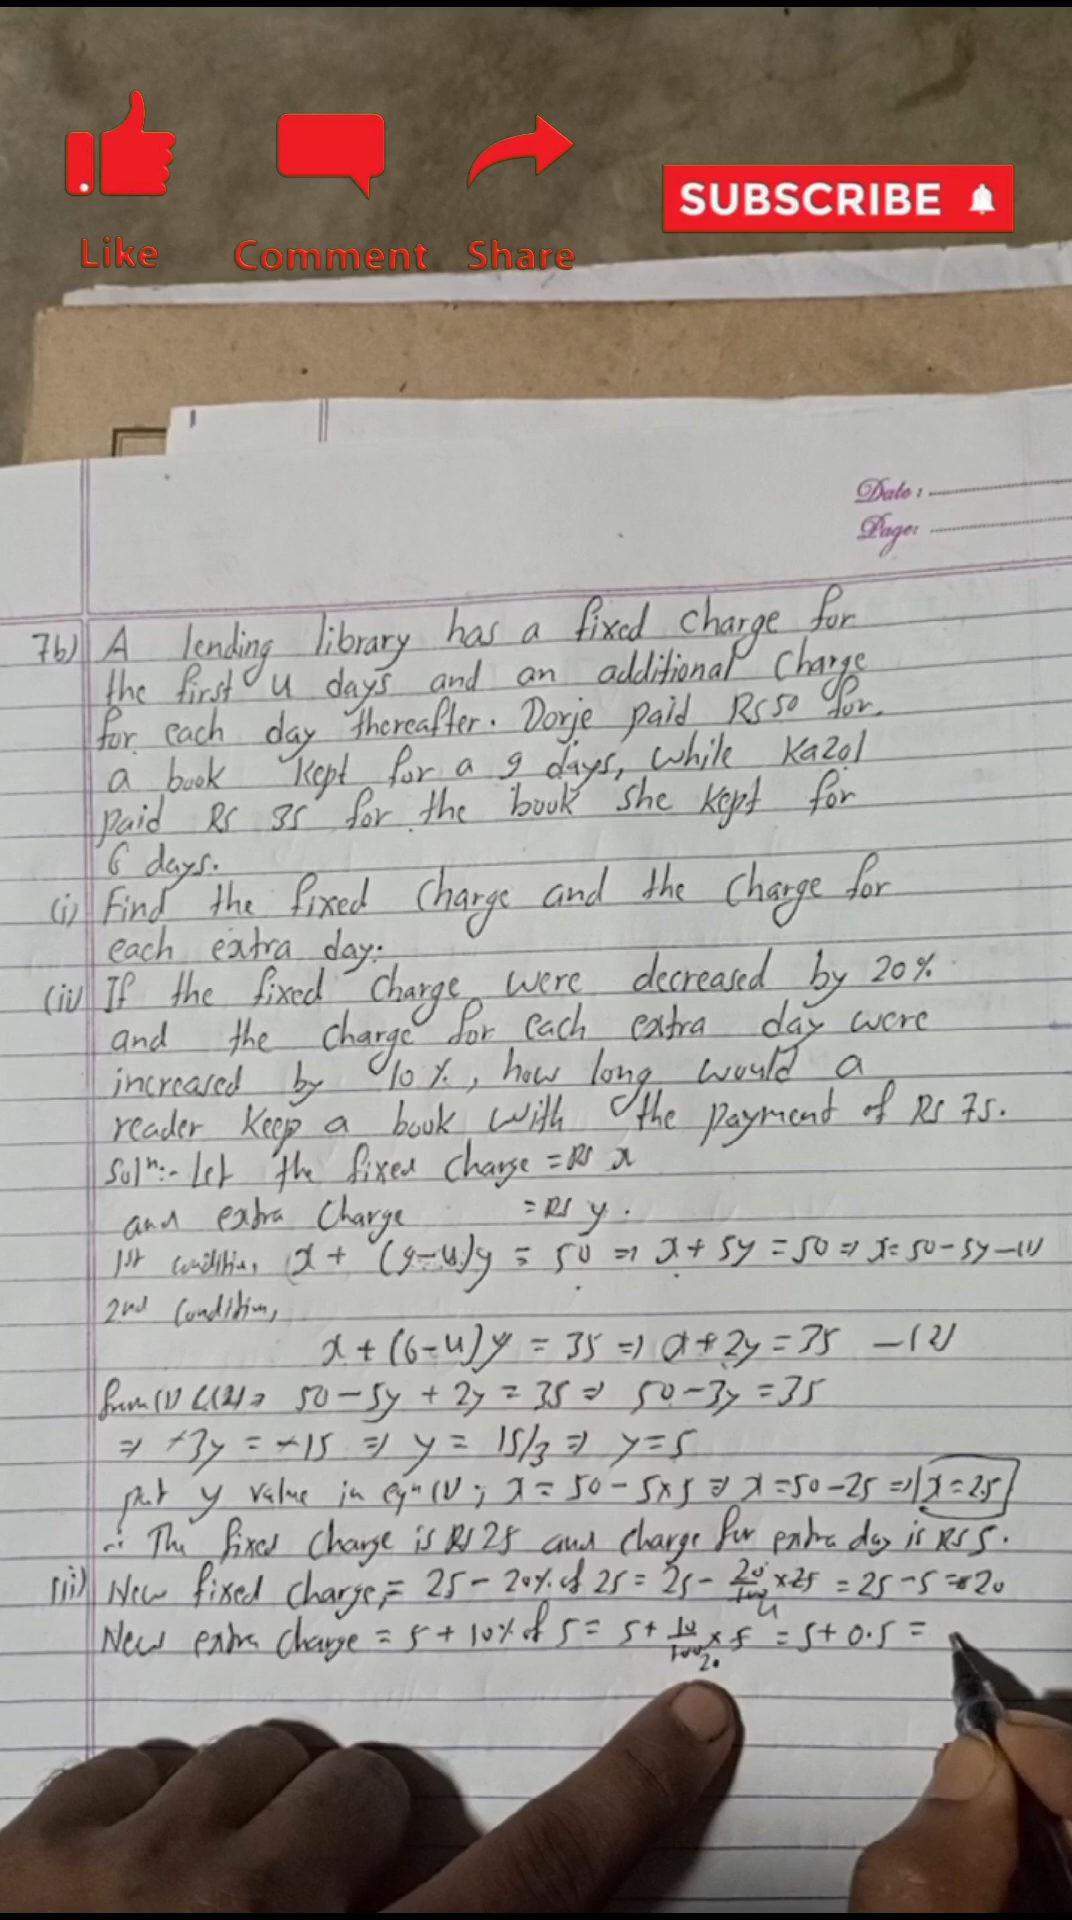 Like
Comment
Share
SUBSCRIBE
Date:
Page:
7b) A lending library has a fixed charge for
the first 4 days and an additional charge
for each day thereafter. Dorje paid Rs 50 for
a book kept for a 9 days, while Kazol
paid Rs 35 for the book she kept for
6 days.
(i) Find the fixed charge and the charge for
each extra day.
(ii) If the fixed charge were decreased by 20%
and the charge for each extra day were
increased by 10%, how long would a
reader keep a book with the payment of Rs 75.
Solⁿ:- Let the fixed charge = Rs x
and extra charge = Rs y.
1st condition, x + (9-4)y = 50 ⇒ x + 5y = 50 ⇒ x = 50 - 5y —(1)
2nd condition,
x + (6-4)y = 35 ⇒ x + 2y = 35 —(2)
from (1) & (2) ⇒ 50 - 5y + 2y = 35 ⇒ 50 - 3y = 35
⇒ -3y = -15 ⇒ y = 15/3 ⇒ y = 5
put y value in eqn (1); x = 50 - 5×5 ⇒ x = 50 - 25 ⇒ x = 25
∴ The fixed charge is Rs 25 and charge for extra day is Rs 5.
(ii) New fixed charge = 25 - 20% of 25 = 25 - 20/100 × 25 = 25 - 5 = 20
New extra charge = 5 + 10% of 5 = 5 + 10/100 × 5 = 5 + 0.5 =